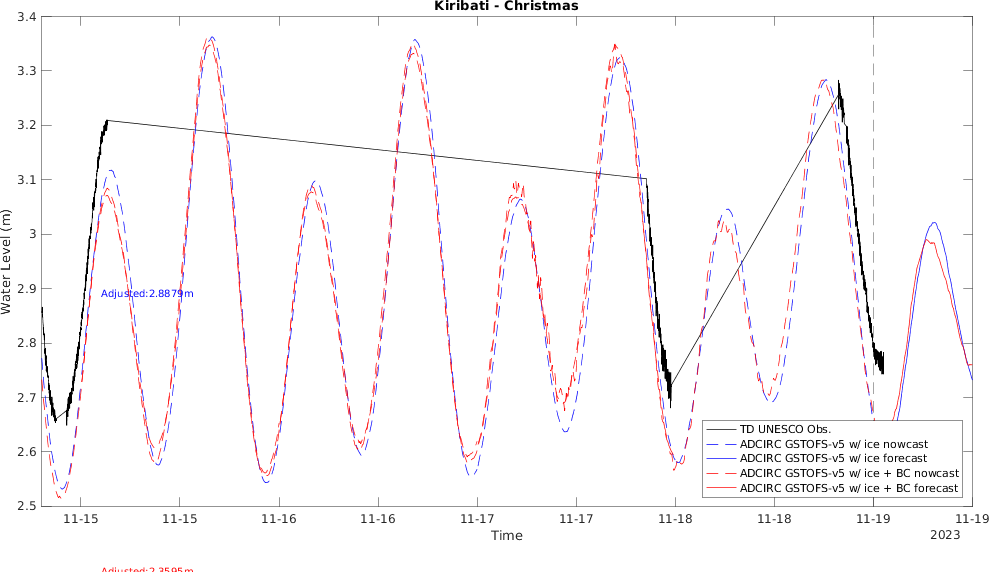 Kiribati - Christmas
3.4
3.3
3.2
3.1
3
2.9
2.8
2.7
2.6
2.5
Water Level (m)
Adjusted:2.8879m
TD UNESCO Obs.
ADCIRC GSTOFS-v5 w/ ice nowcast
ADCIRC GSTOFS-v5 w/ ice forecast
ADCIRC GSTOFS-v5 w/ ice + BC nowcast
ADCIRC GSTOFS-v5 w/ ice + BC forecast
11-15 11-15 11-16 11-16 11-17 11-17 11-18 11-18 11-19 11-19
Time
2023
Adjusted:2.3595m